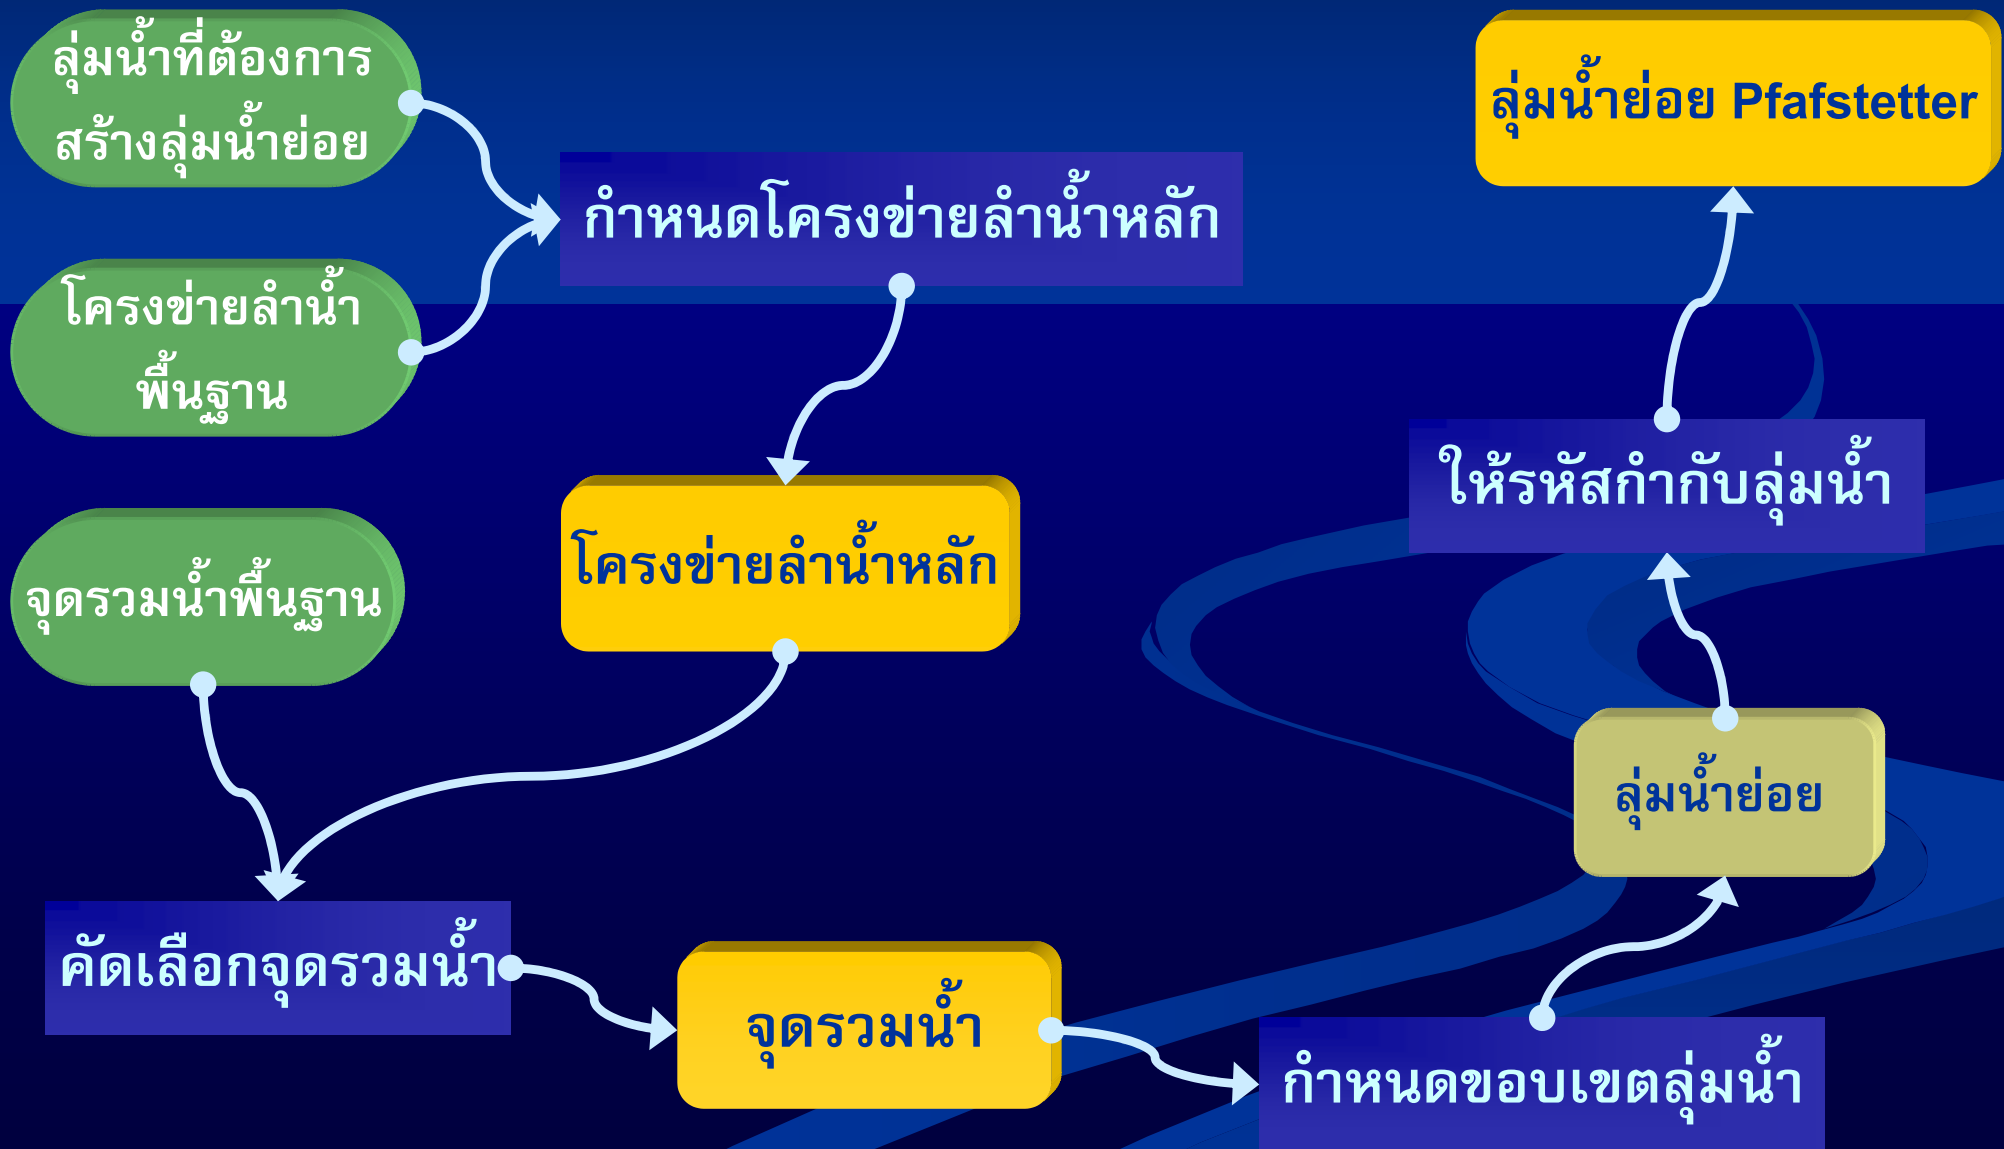 ลุ่มน้ำที่ต้องการ
สร้างลุ่มน้ำย่อย
โครงข่ายลำน้ำ
พื้นฐาน
จุดรวมน้ำพื้นฐาน
กำหนดโครงข่ายลำน้ำหลัก
โครงข่ายลำน้ำหลัก
คัดเลือกจุดรวมน้ำ
จุดรวมน้ำ
กำหนดขอบเขตลุ่มน้ำ
ลุ่มน้ำย่อย
ให้รหัสกำกับลุ่มน้ำ
ลุ่มน้ำย่อย Pfafstetter